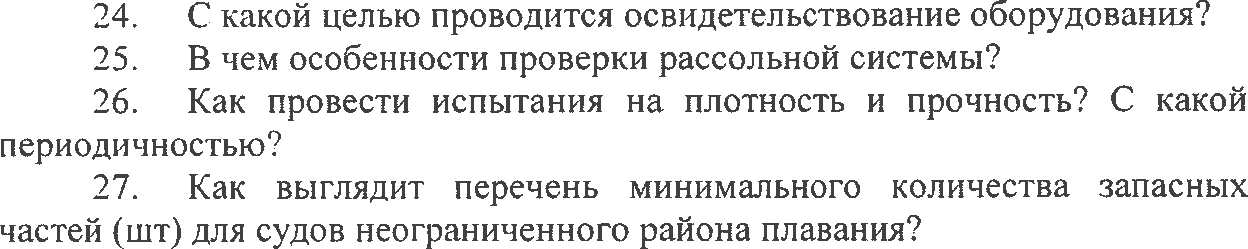 24. С какой целью проводится освидетельствование оборудования?
25. В чем особенности проверки рассольной системы?
26. Как провести испытания на плотность и прочность? С какой
периодичностью?
27. Как выглядит перечень минимального количества запасных
частей (шт) для судов неограниченного района плавания?